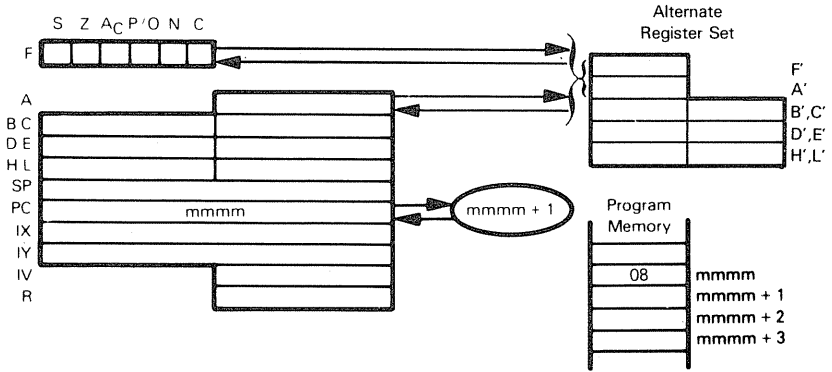 S Z AC P/O N C
F
A
B C
D E
H L
SP
PC mmmm
IX
IY
IV
R
mmmm + 1
Alternate
Register Set
F'
A'
B',C'
D',E'
H',L'
Program
Memory
08 mmmm
mmmm + 1
mmmm + 2
mmmm + 3